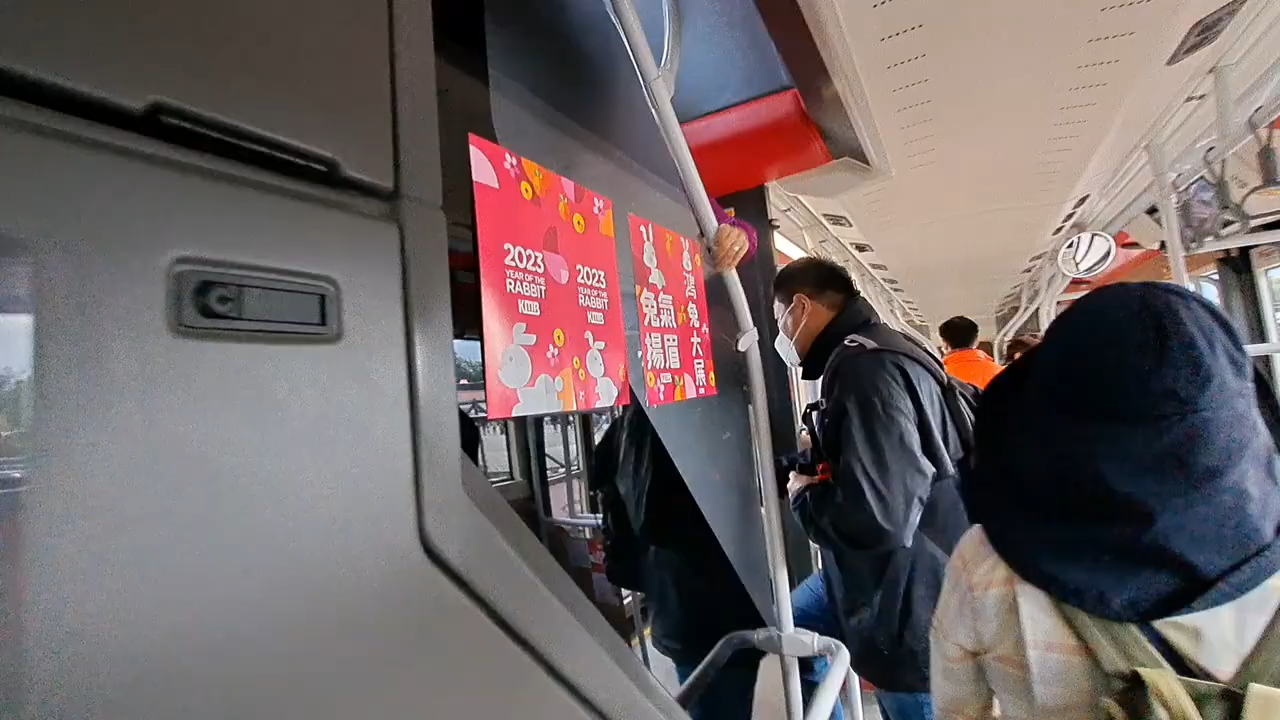 2023
YEAR OF THE
RABBIT
KMB
2023
YEAR OF THE
RABBIT
KMB
兔氣
揚眉
兔
大
展